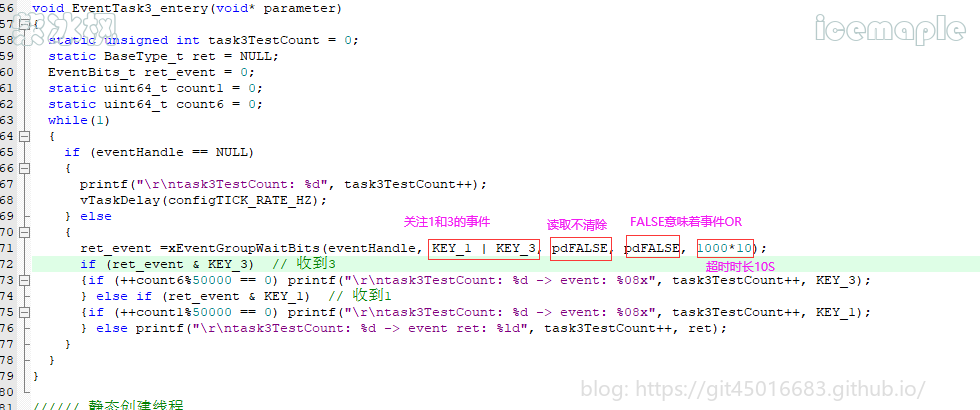 紫冰枫
icemaple
56 void EventTask3_entery(void* parameter)
57 {
58 static unsigned int task3TestCount = 0;
59 static BaseType_t ret = NULL;
60 EventBits_t ret_event = 0;
61 static uint64_t count1 = 0;
62 static uint64_t count6 = 0;
63 while(1)
64 {
65 if (eventHandle == NULL)
66 {
67 printf("\r\ntask3TestCount: %d", task3TestCount++);
68 vTaskDelay(configTICK_RATE_HZ);
69 } else
关注1和3的事件 读取不清除 FALSE意味着事件OR
70 {
71 ret_event =xEventGroupWaitBits(eventHandle, KEY_1 | KEY_3, pdFALSE, pdFALSE, 1000*10);
超时时长10S
72 if (ret_event & KEY_3) // 收到3
73 {if (++count6%50000 == 0) printf("\r\ntask3TestCount: %d -> event: %08x", task3TestCount++, KEY_3);
74 } else if (ret_event & KEY_1) // 收到1
75 {if (++count1%50000 == 0) printf("\r\ntask3TestCount: %d -> event: %08x", task3TestCount++, KEY_1);
76 } else printf("\r\ntask3TestCount: %d -> event ret: %ld", task3TestCount++, ret);
77 }
78 }
79 }
80
blog: https://git45016683.github.io/
81 ////// 静态创建线程